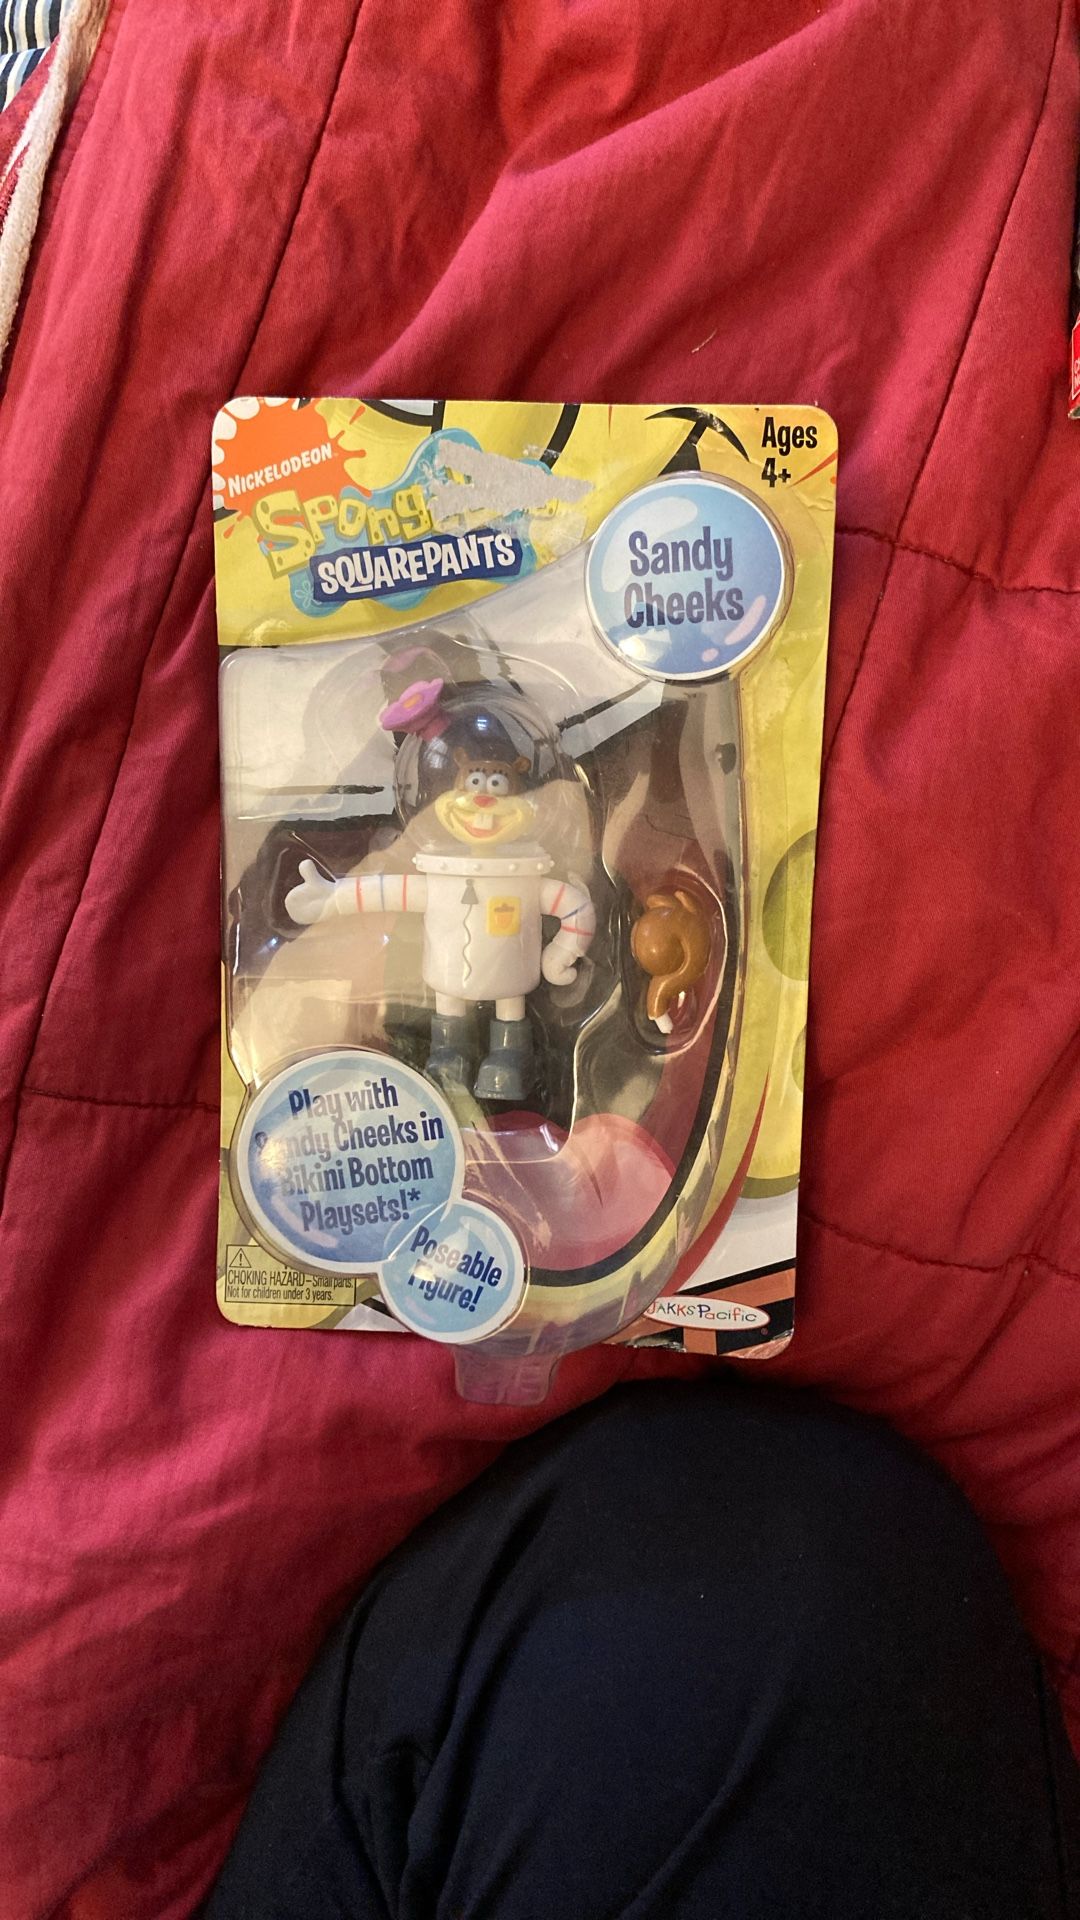 NICKELODEON
SPONG
SQUAREPANTS
Ages
4+
Sandy
Cheeks
Play with
Sandy Cheeks in
Bikini Bottom
Playsets!*
Poseable
Figure!
CHOKING HAZARD-Small parts.
Not for children under 3 years.
JAKKS Pacific